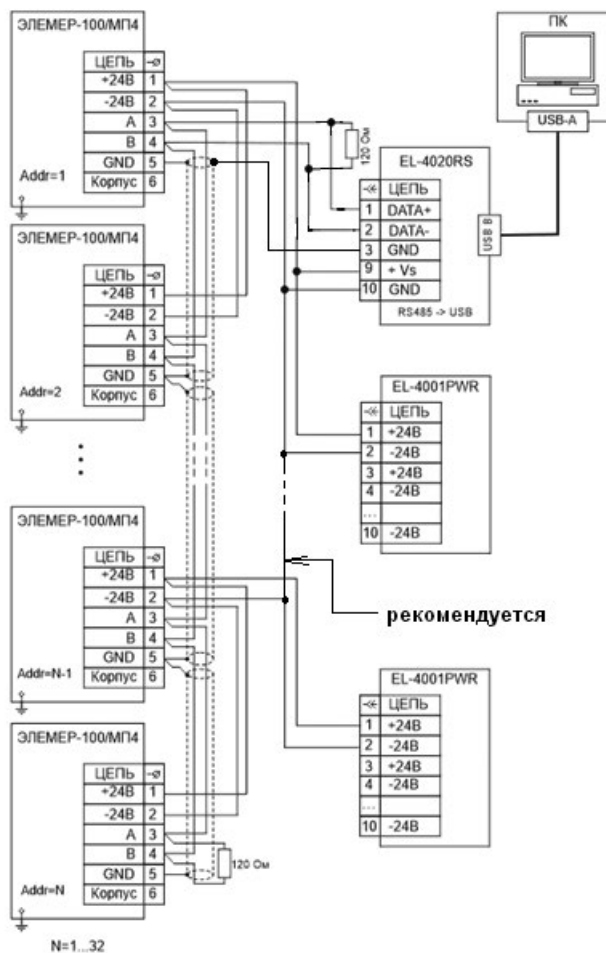 ЭЛЕМЕР-100/МП4
ЦЕПЬ -ø
+24В 1
-24В 2
А 3
В 4
GND 5
Корпус 6
Addr=1
ЭЛЕМЕР-100/МП4
ЦЕПЬ -ø
+24В 1
-24В 2
А 3
В 4
GND 5
Корпус 6
Addr=2
ЭЛЕМЕР-100/МП4
ЦЕПЬ -ø
+24В 1
-24В 2
А 3
В 4
GND 5
Корпус 6
Addr=N-1
ЭЛЕМЕР-100/МП4
ЦЕПЬ -ø
+24В 1
-24В 2
А 3
В 4
GND 5
Корпус 6
Addr=N
N=1...32
120 Ом
120 Ом
ПК
USB-A
EL-4020RS
ЦЕПЬ
1 DATA+
2 DATA-
3 GND
9 + Vs
10 GND
USB B
RS485 -> USB
EL-4001PWR
ЦЕПЬ
1 +24В
2 -24В
3 +24В
4 -24В
...
10 -24В
рекомендуется
EL-4001PWR
ЦЕПЬ
1 +24В
2 -24В
3 +24В
4 -24В
...
10 -24В